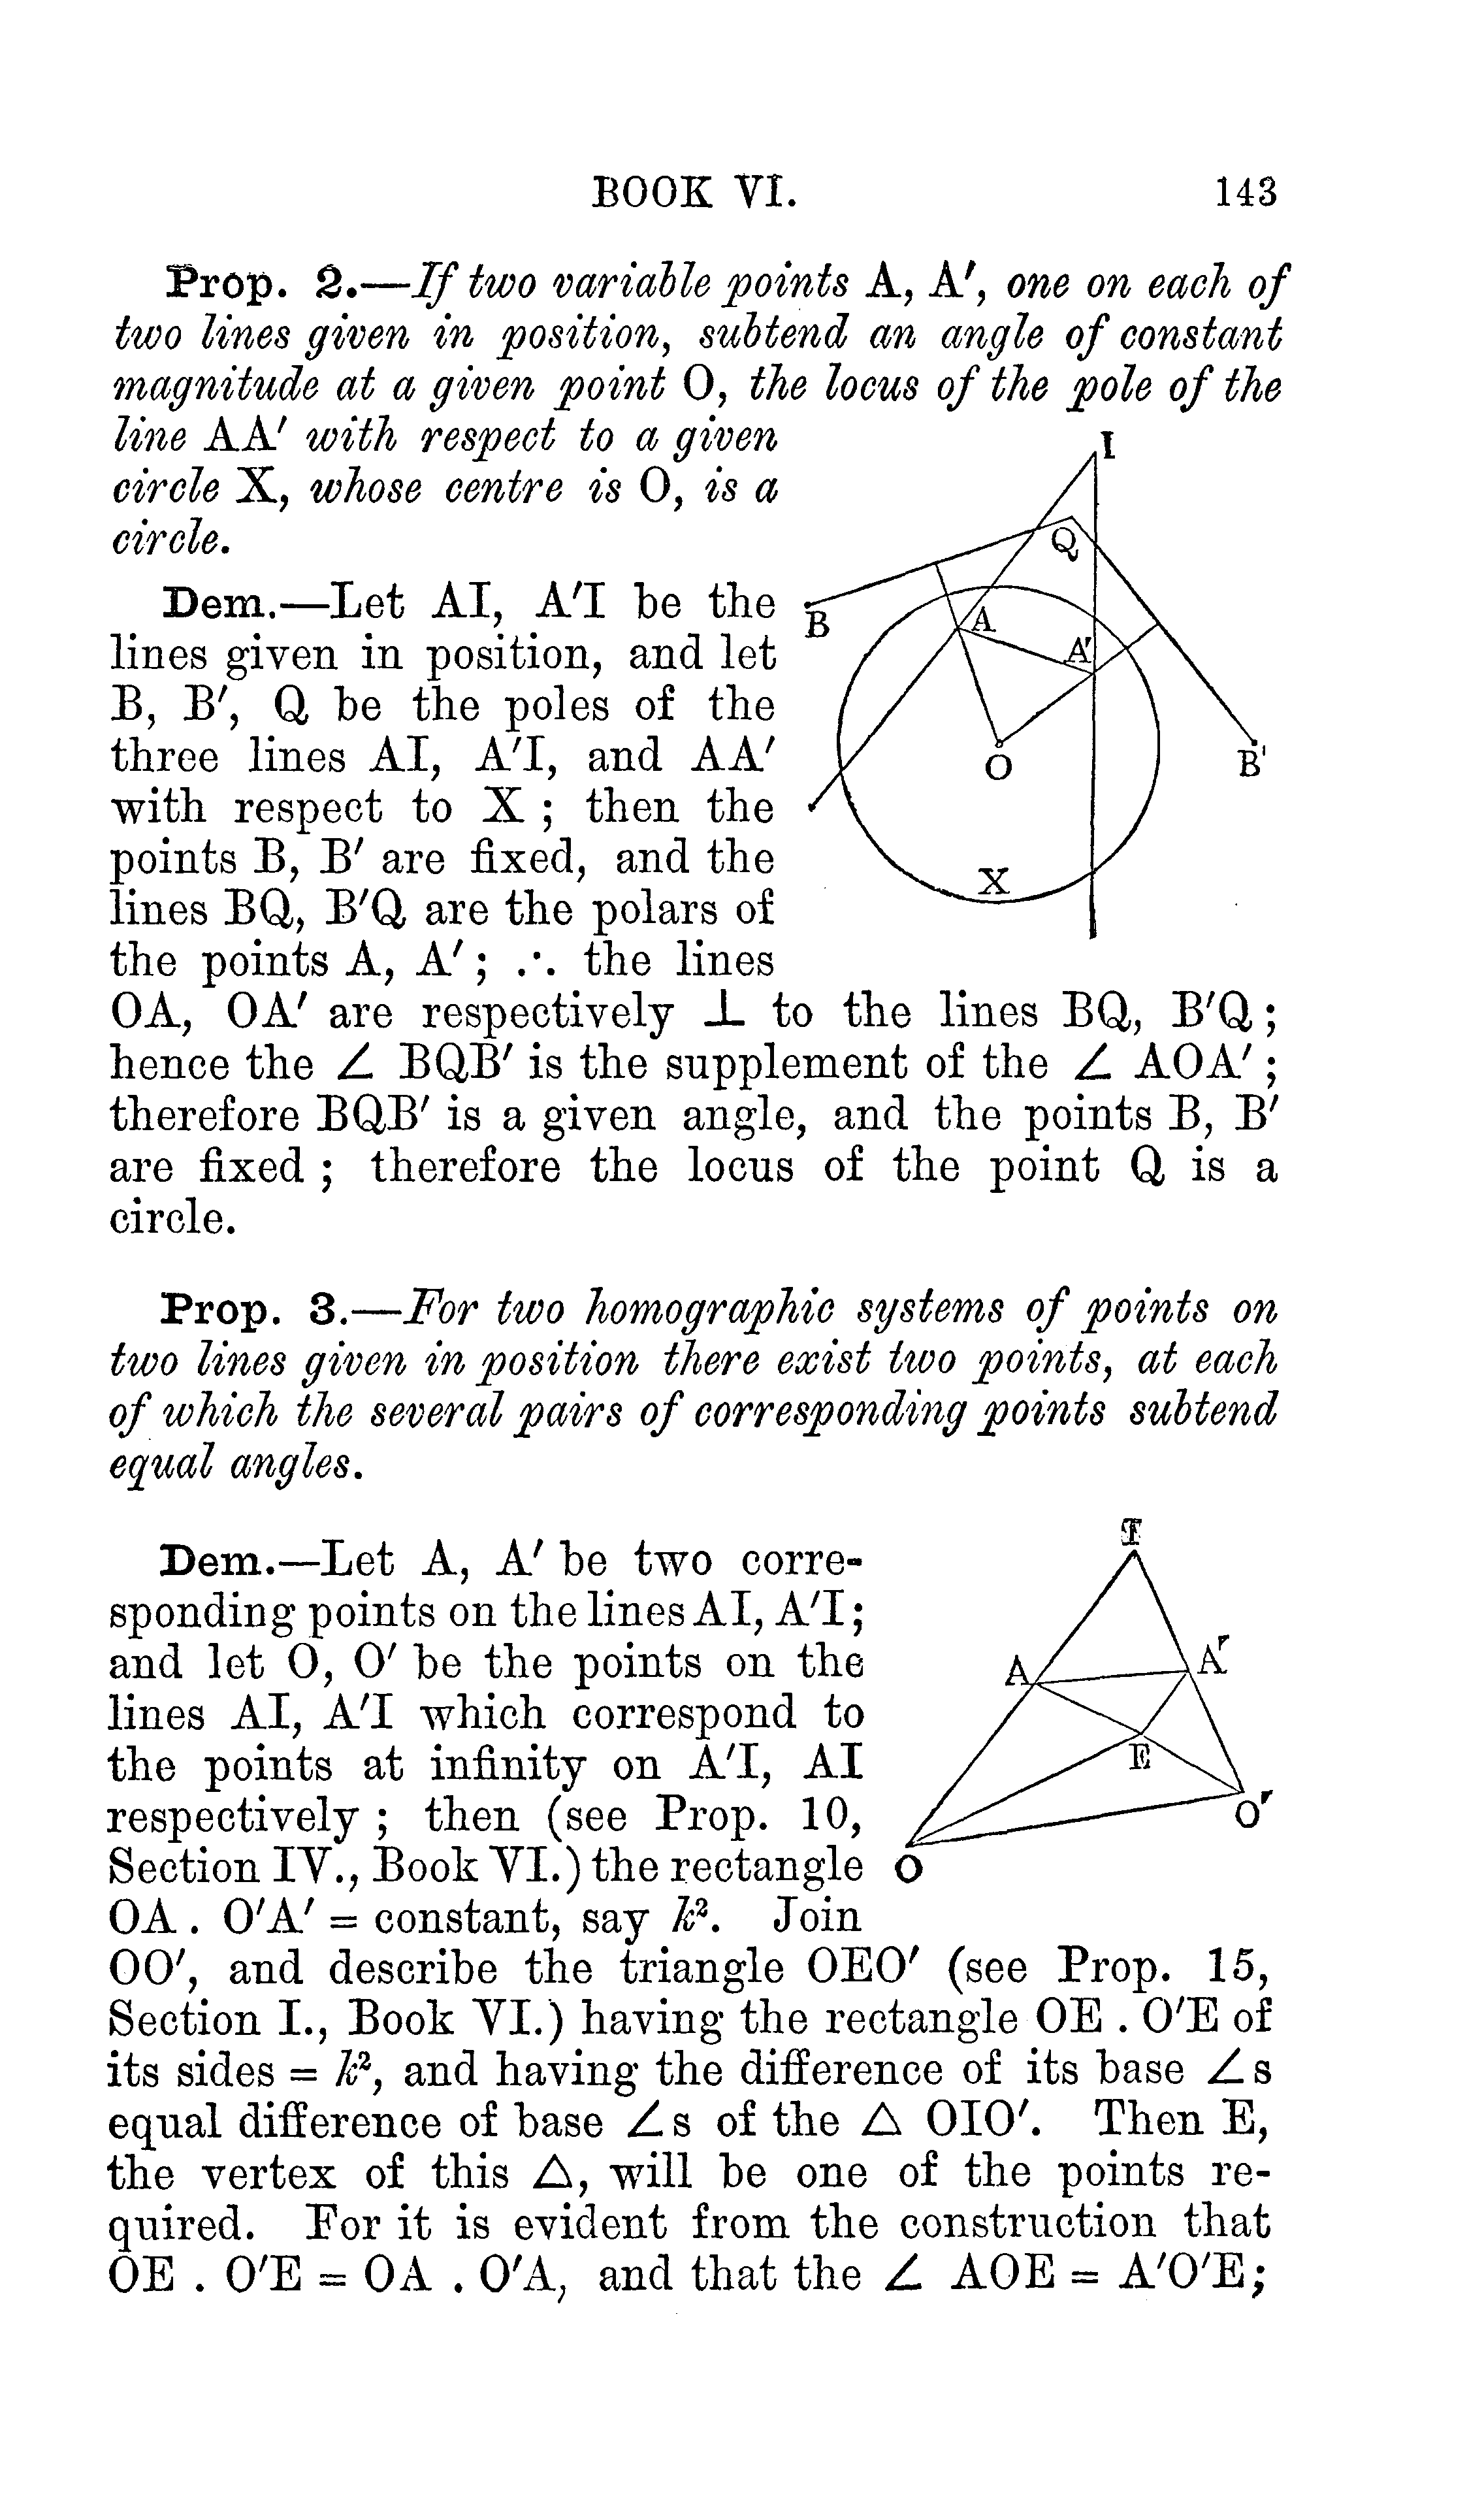 BOOK VI. 143
Prop. 2.—If two variable points A, A′, one on each of
two lines given in position, subtend an angle of constant
magnitude at a given point O, the locus of the pole of the
line AA′ with respect to a given
circle X, whose centre is O, is a
circle.
Dem.—Let AI, A′I be the
lines given in position, and let
B, B′, Q be the poles of the
three lines AI, A′I, and AA′
with respect to X ; then the
points B, B′ are fixed, and the
lines BQ, B′Q are the polars of
the points A, A′ ; ∴ the lines
I
Q
B
A
A′
O
B′
X
OA, OA′ are respectively ⊥ to the lines BQ, B′Q ;
hence the ∠ BQB′ is the supplement of the ∠ AOA′ ;
therefore BQB′ is a given angle, and the points B, B′
are fixed ; therefore the locus of the point Q is a
circle.
Prop. 3.—For two homographic systems of points on
two lines given in position there exist two points, at each
of which the several pairs of corresponding points subtend
equal angles.
Dem.—Let A, A′ be two corre-
sponding points on the lines AI, A′I;
and let O, O′ be the points on the
lines AI, A′I which correspond to
the points at infinity on A′I, AI
respectively ; then (see Prop. 10,
Section IV., Book VI.) the rectangle
OA . O′A′ = constant, say k². Join
A
A′
E
O′
O
OO′, and describe the triangle OEO′ (see Prop. 15,
Section I., Book VI.) having the rectangle OE . O′E of
its sides = k², and having the difference of its base ∠s
equal difference of base ∠s of the △ OIO′. Then E,
the vertex of this △, will be one of the points re-
quired. For it is evident from the construction that
OE . O′E = OA . O′A, and that the ∠ AOE = A′O′E;